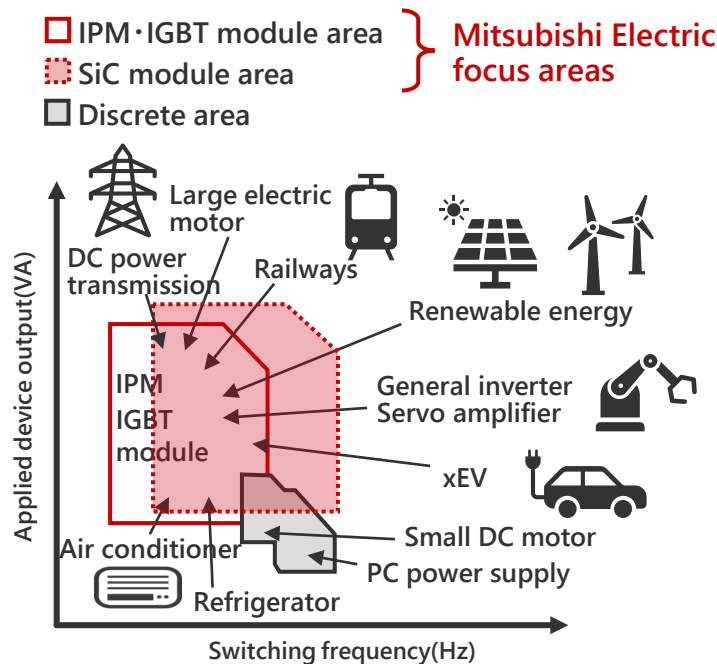 IPM・IGBT module area
SiC module area
Discrete area
Mitsubishi Electric
focus areas
Applied device output(VA)
Large electric
motor
DC power
transmission
Railways
Renewable energy
IPM
IGBT
module
General inverter
Servo amplifier
xEV
Air conditioner
Small DC motor
PC power supply
Refrigerator
Switching frequency(Hz)